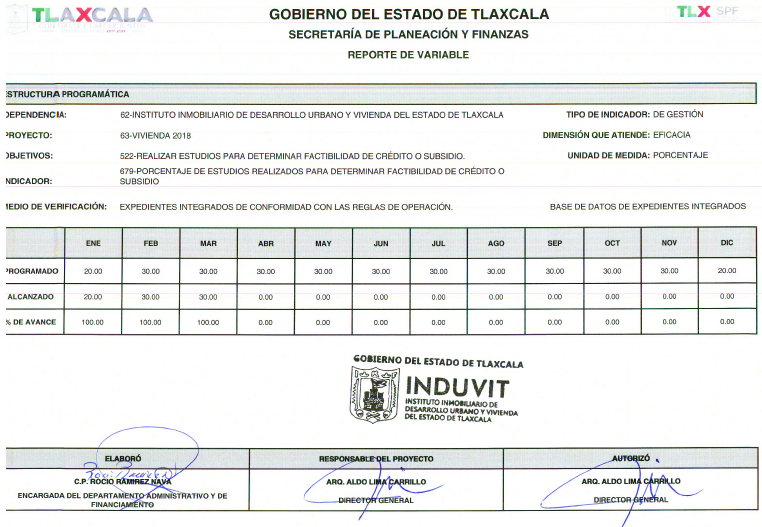 TLAXCALA
GOBIERNO DEL ESTADO DE TLAXCALA
TLX SPF
SECRETARÍA DE PLANEACIÓN Y FINANZAS
REPORTE DE VARIABLE
ESTRUCTURA PROGRAMÁTICA
DEPENDENCIA: 62-INSTITUTO INMOBILIARIO DE DESARROLLO URBANO Y VIVIENDA DEL ESTADO DE TLAXCALA TIPO DE INDICADOR: DE GESTIÓN
PROYECTO: 63-VIVIENDA 2018 DIMENSIÓN QUE ATIENDE: EFICACIA
OBJETIVOS: 522-REALIZAR ESTUDIOS PARA DETERMINAR FACTIBILIDAD DE CRÉDITO O SUBSIDIO. UNIDAD DE MEDIDA: PORCENTAJE
INDICADOR: 679-PORCENTAJE DE ESTUDIOS REALIZADOS PARA DETERMINAR FACTIBILIDAD DE CRÉDITO O
SUBSIDIO
MEDIO DE VERIFICACIÓN: EXPEDIENTES INTEGRADOS DE CONFORMIDAD CON LAS REGLAS DE OPERACIÓN. BASE DE DATOS DE EXPEDIENTES INTEGRADOS
ENE FEB MAR ABR MAY JUN JUL AGO SEP OCT NOV DIC
PROGRAMADO 20.00 30.00 30.00 30.00 30.00 30.00 30.00 30.00 30.00 30.00 30.00 20.00
ALCANZADO 20.00 30.00 30.00 0.00 0.00 0.00 0.00 0.00 0.00 0.00 0.00 0.00
% DE AVANCE 100.00 100.00 100.00 0.00 0.00 0.00 0.00 0.00 0.00 0.00 0.00 0.00
GOBIERNO DEL ESTADO DE TLAXCALA
INDUVIT
INSTITUTO INMOBILIARIO DE
DESARROLLO URBANO Y VIVIENDA
DEL ESTADO DE TLAXCALA
ELABORÓ RESPONSABLE DEL PROYECTO AUTORIZÓ
C.P. ROCIO RAMIREZ NAVA ARQ. ALDO LIMA CARRILLO ARQ. ALDO LIMA CARRILLO
ENCARGADA DEL DEPARTAMENTO ADMINISTRATIVO Y DE
FINANCIAMIENTO DIRECTOR GENERAL DIRECTOR GENERAL